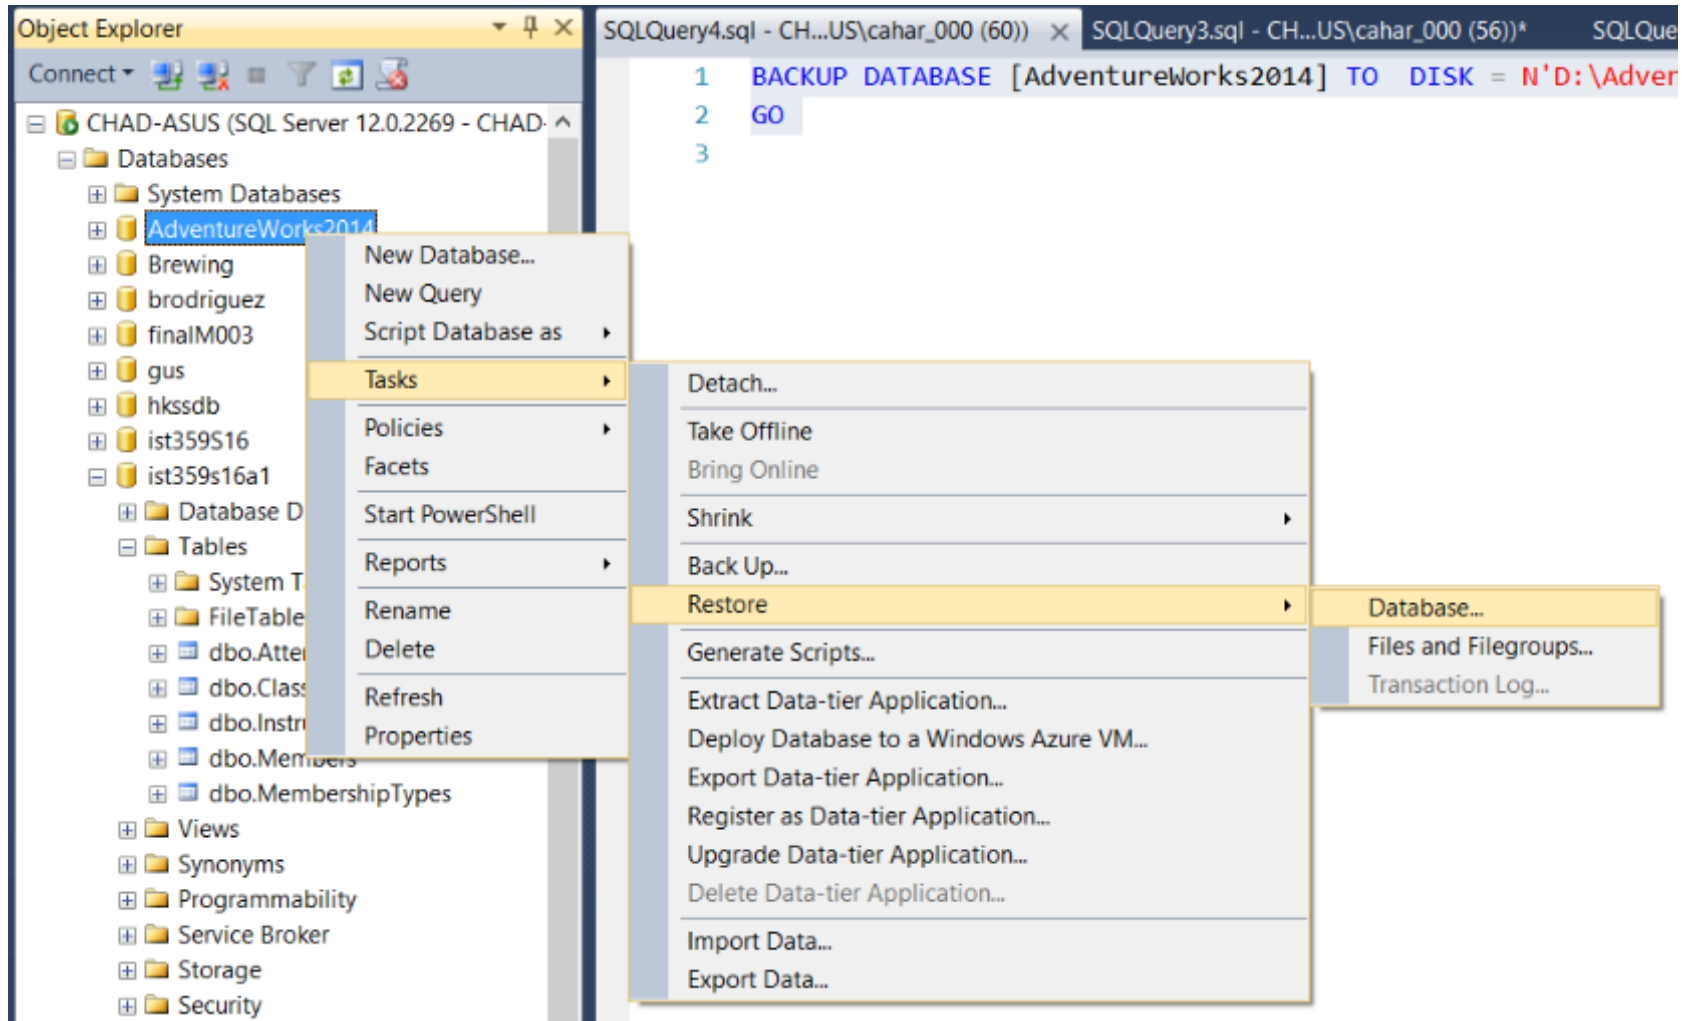 Object Explorer
Connect
CHAD-ASUS (SQL Server 12.0.2269 - CHAD-
Databases
System Databases
AdventureWorks2014
Brewing
brodriguez
finalM003
gus
hkssdb
ist359S16
ist359s16a1
Database D
Tables
System T
FileTable
dbo.Atte
dbo.Class
dbo.Instru
dbo.Members
dbo.MembershipTypes
Views
Synonyms
Programmability
Service Broker
Storage
Security
New Database...
New Query
Script Database as
Tasks
Policies
Facets
Start PowerShell
Reports
Rename
Delete
Refresh
Properties
Detach...
Take Offline
Bring Online
Shrink
Back Up...
Restore
Generate Scripts...
Extract Data-tier Application...
Deploy Database to a Windows Azure VM...
Export Data-tier Application...
Register as Data-tier Application...
Upgrade Data-tier Application...
Delete Data-tier Application...
Import Data...
Export Data...
Database...
Files and Filegroups...
Transaction Log...
SQLQuery4.sql - CH...US\cahar_000 (60)) SQLQuery3.sql - CH...US\cahar_000 (56))* SQLQue
1 BACKUP DATABASE [AdventureWorks2014] TO DISK = N'D:\Adver
2 GO
3